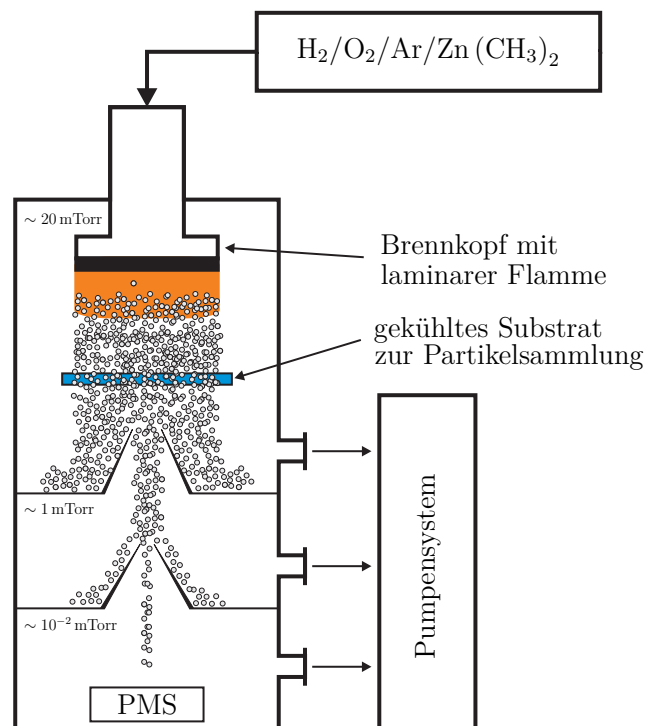 H₂/O₂/Ar/Zn (CH₃)₂
∼ 20 mTorr
Brennkopf mit
laminarer Flamme
gekühltes Substrat
zur Partikelsammlung
∼ 1 mTorr
Pumpensystem
∼ 10⁻² mTorr
PMS